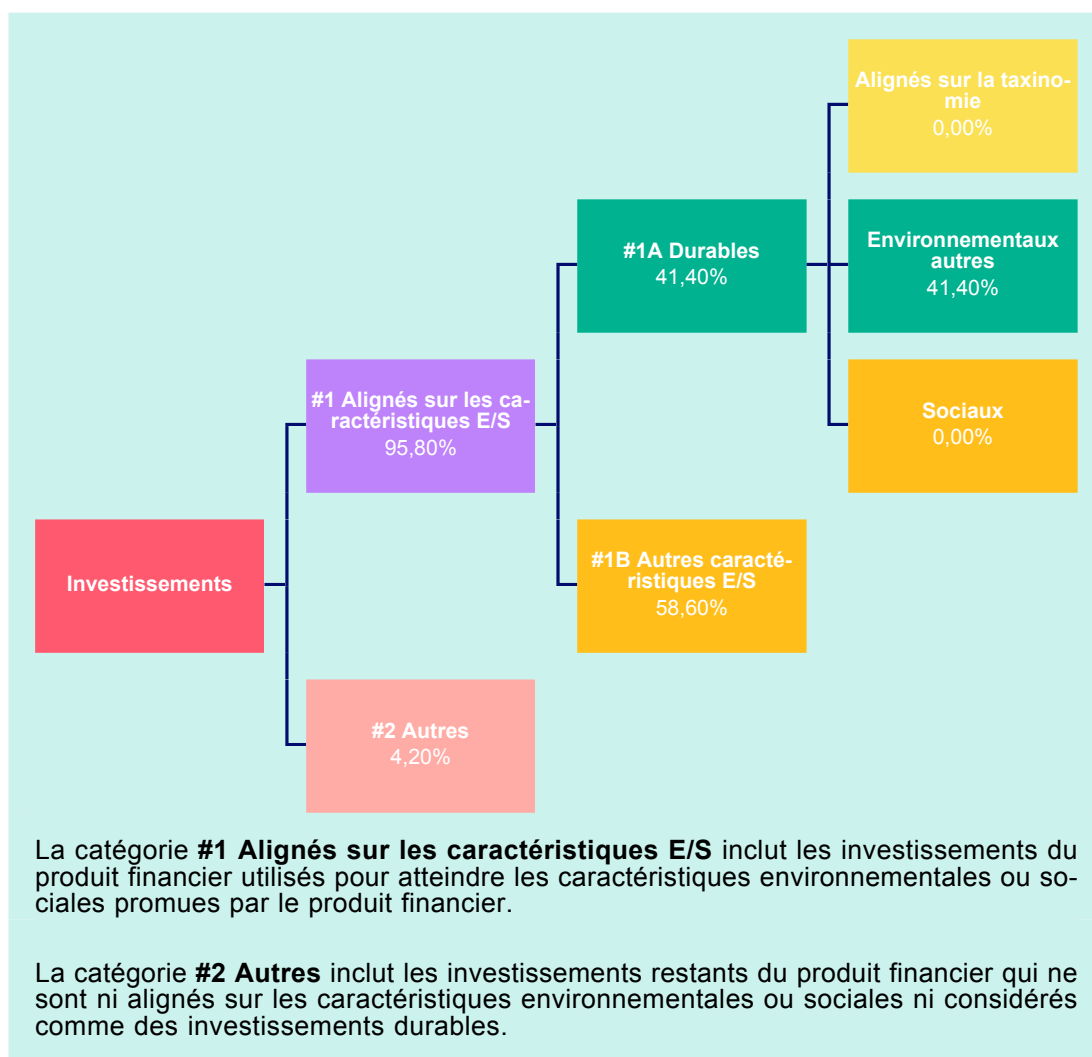 Alignés sur la taxino-
mie
0,00%
#1A Durables
41,40%
Environnementaux
autres
41,40%
#1 Alignés sur les ca-
ractéristiques E/S
95,80%
Sociaux
0,00%
Investissements
#1B Autres caracté-
ristiques E/S
58,60%
#2 Autres
4,20%
La catégorie #1 Alignés sur les caractéristiques E/S inclut les investissements du
produit financier utilisés pour atteindre les caractéristiques environnementales ou so-
ciales promues par le produit financier.
La catégorie #2 Autres inclut les investissements restants du produit financier qui ne
sont ni alignés sur les caractéristiques environnementales ou sociales ni considérés
comme des investissements durables.